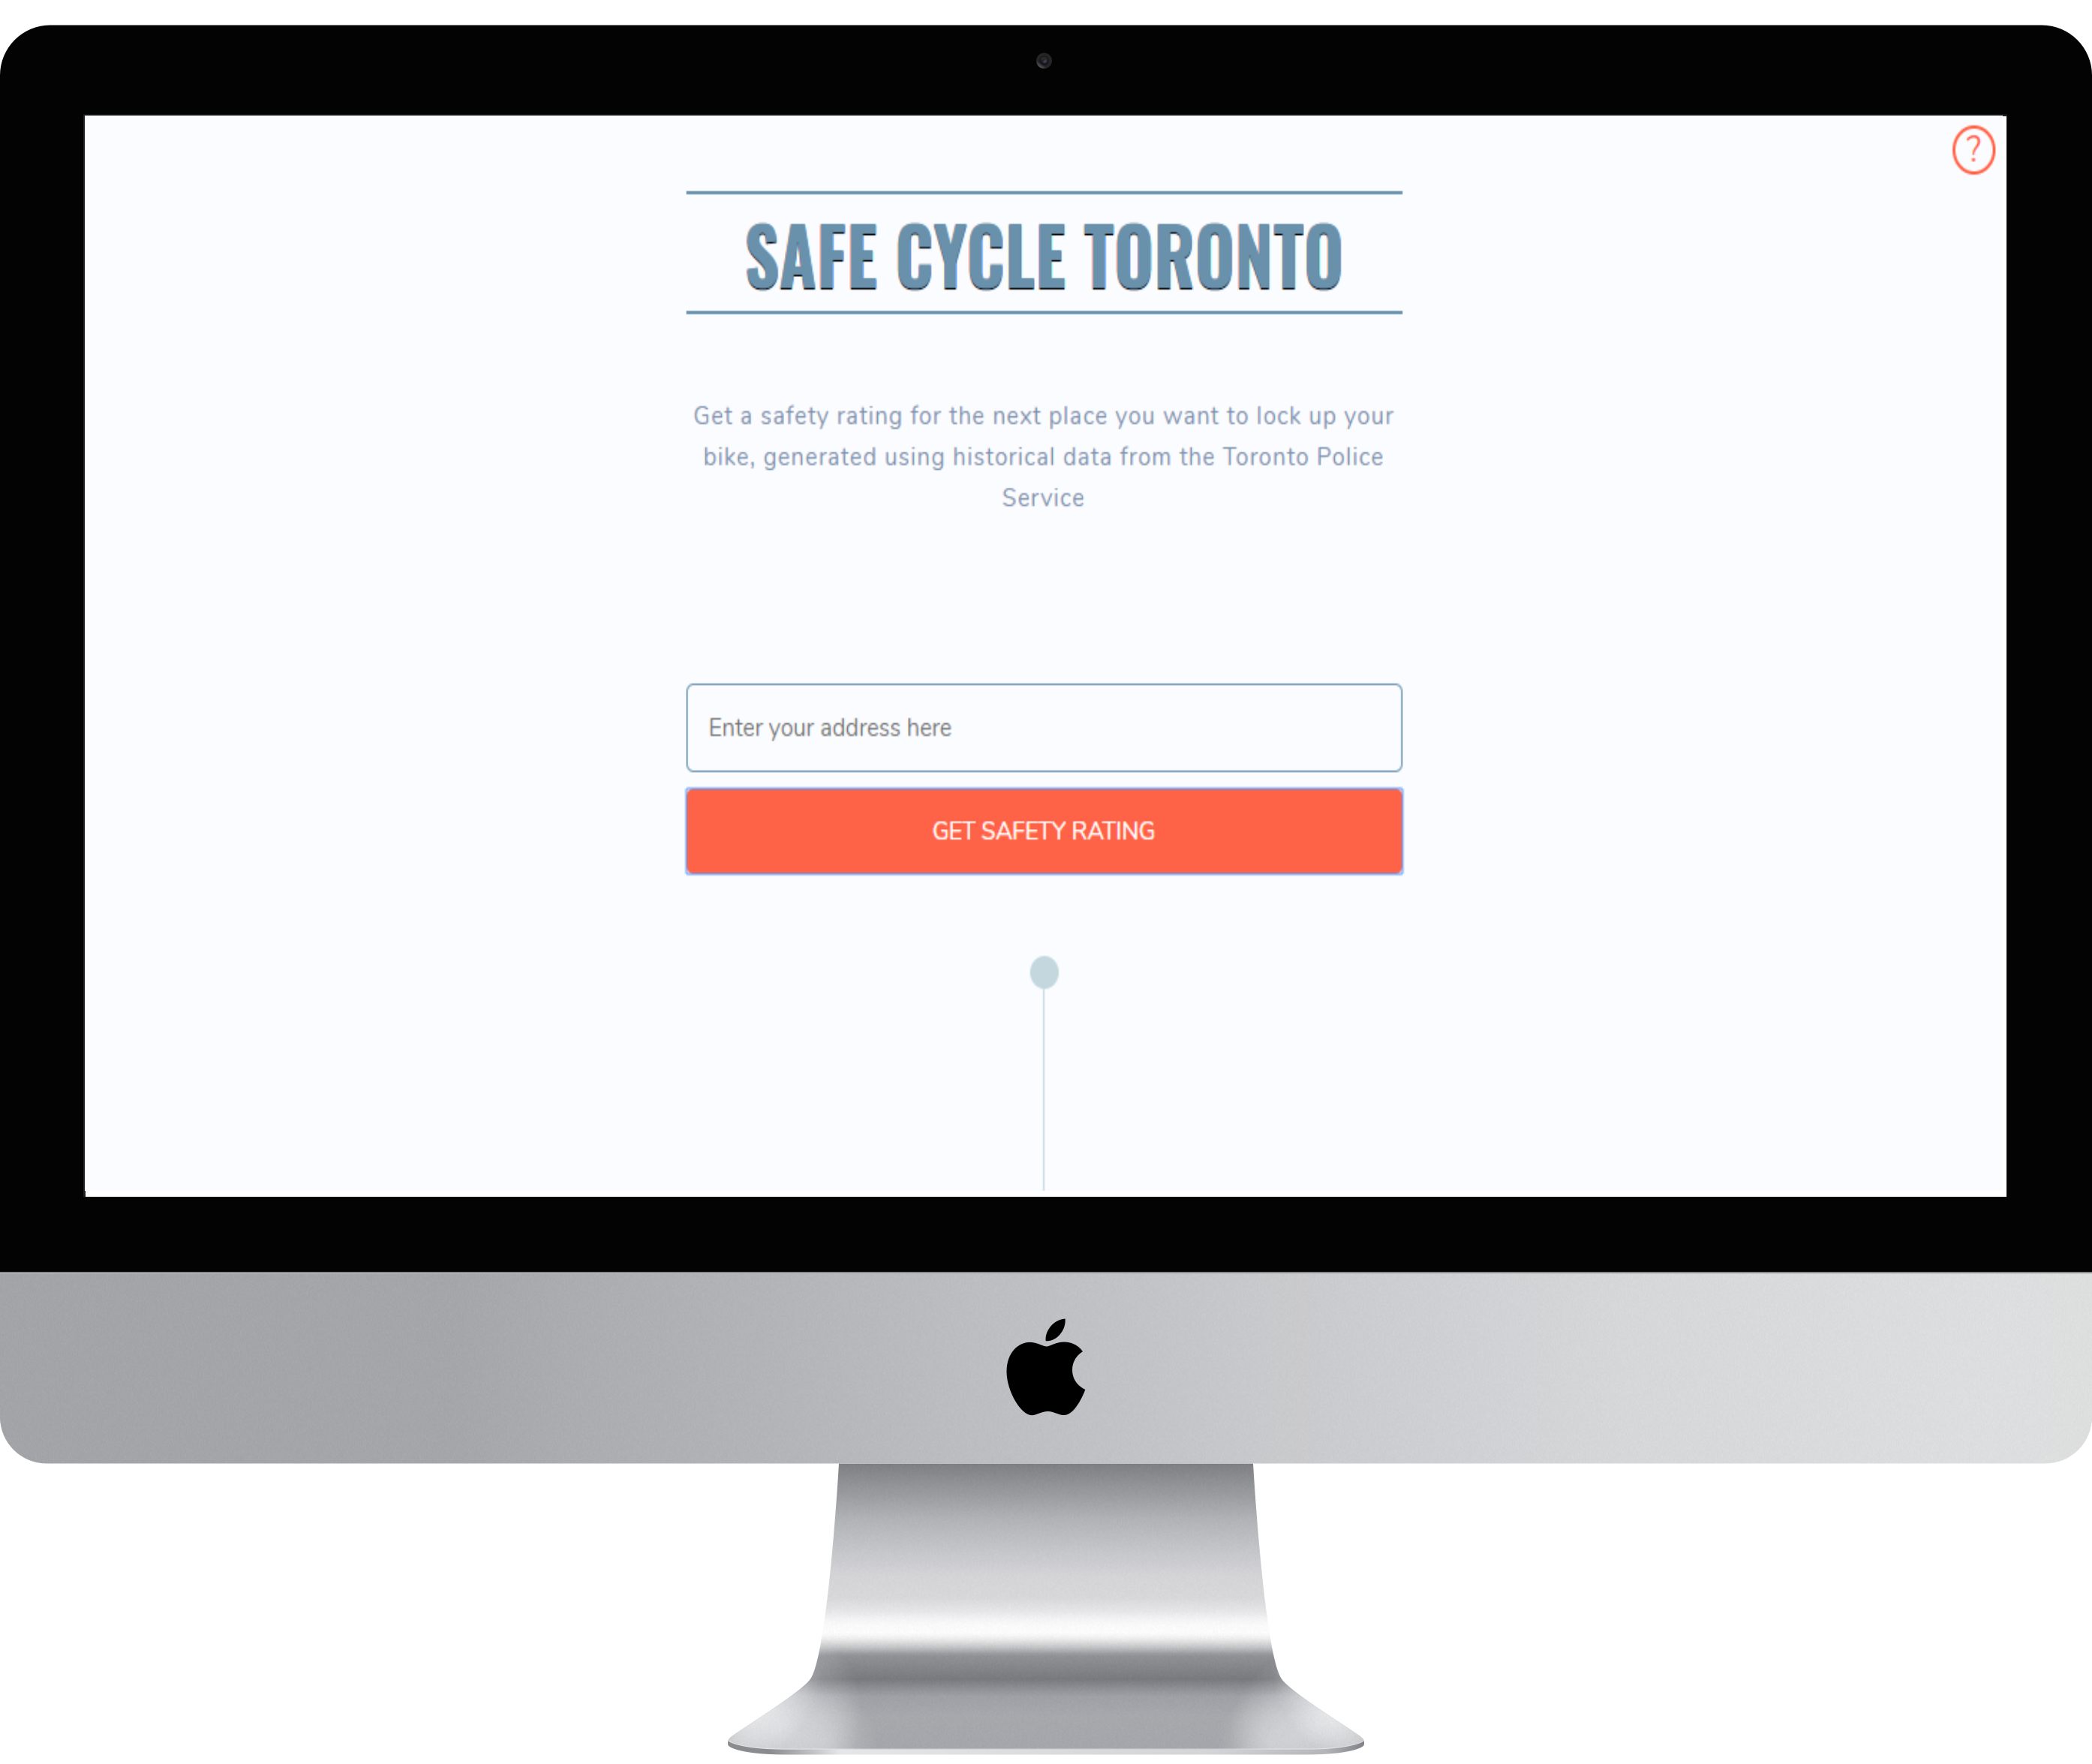 ?
SAFE CYCLE TORONTO
Get a safety rating for the next place you want to lock up your
bike, generated using historical data from the Toronto Police
Service
Enter your address here
GET SAFETY RATING